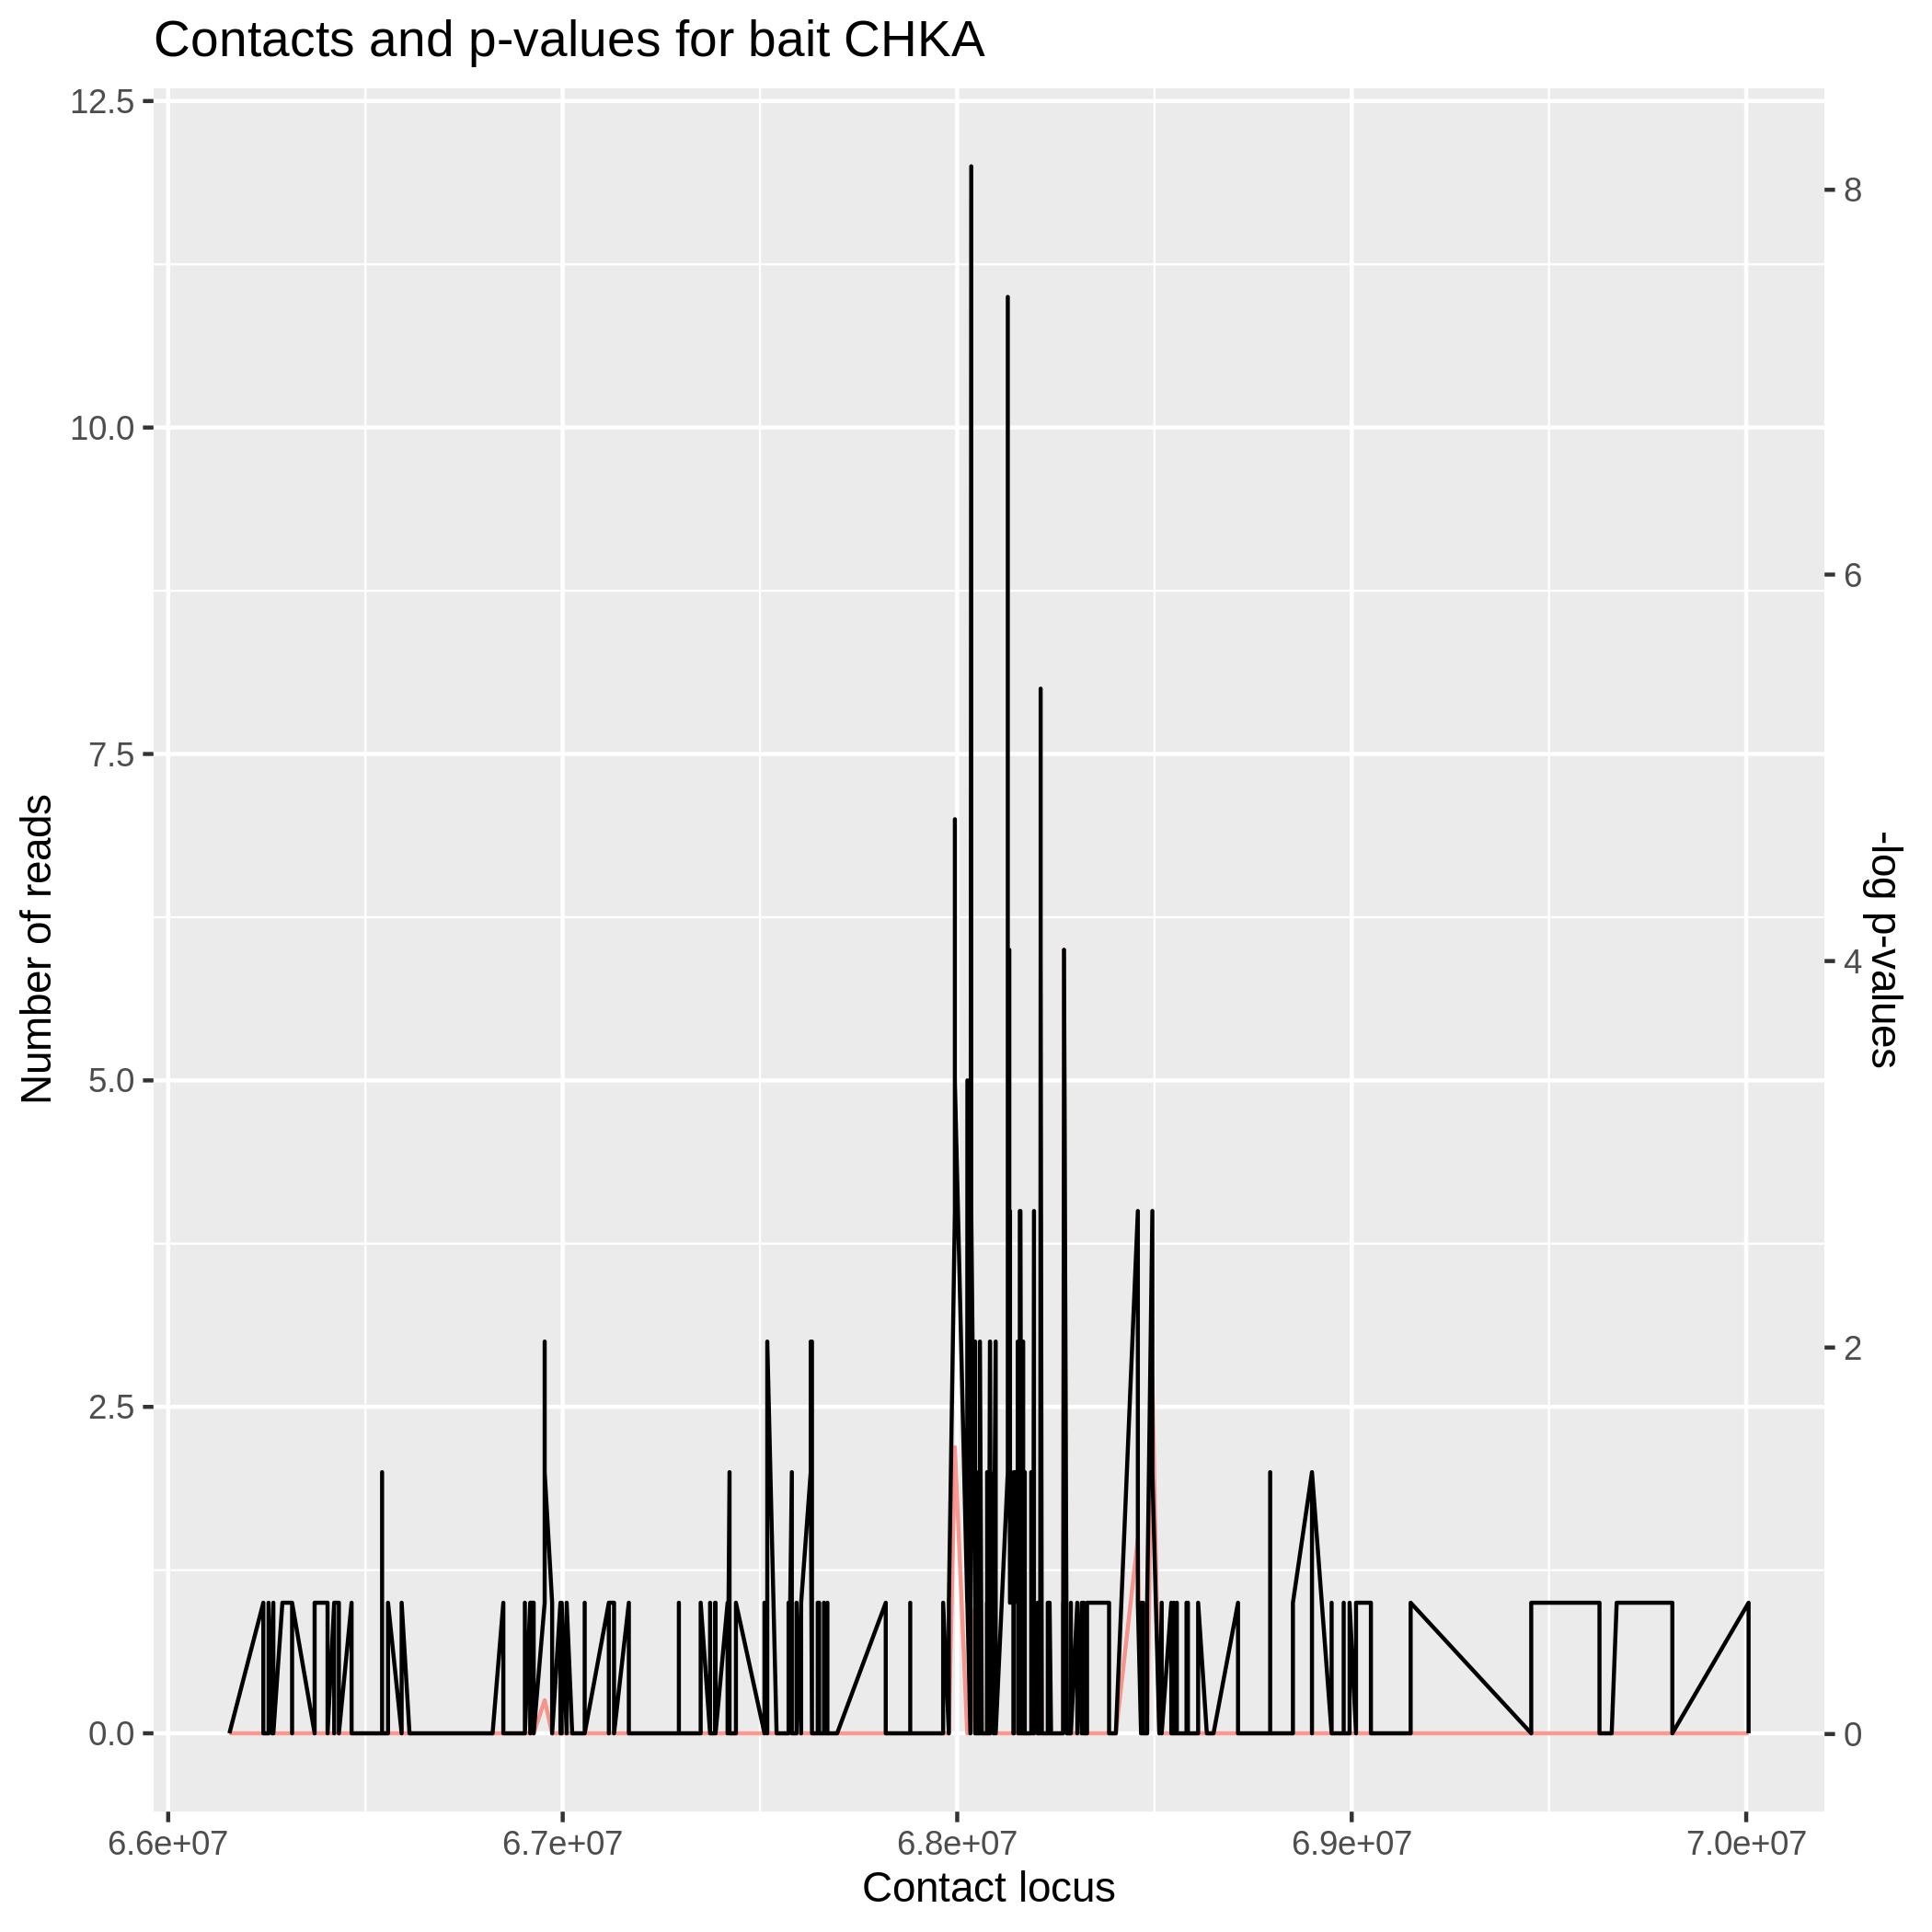 Contacts and p-values for bait CHKA
12.5
10.0
7.5
5.0
2.5
0.0
Number of reads
8
6
4
2
0
-log p-values
6.6e+07 6.7e+07 6.8e+07 6.9e+07 7.0e+07
Contact locus